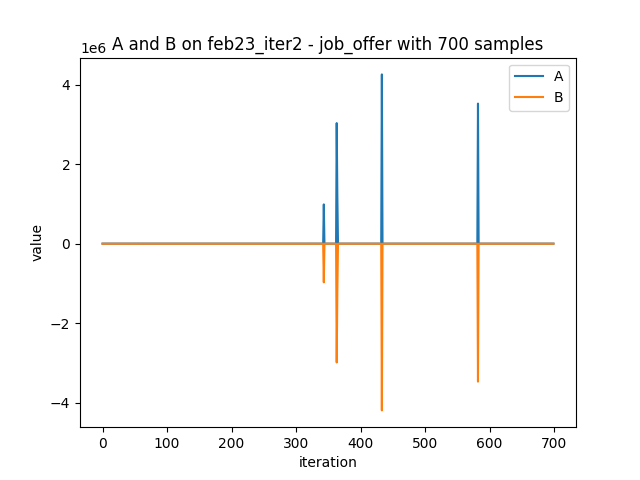 A and B on feb23_iter2 - job_offer with 700 samples
1e6
A
B
4
2
0
−2
−4
value
0 100 200 300 400 500 600 700
iteration